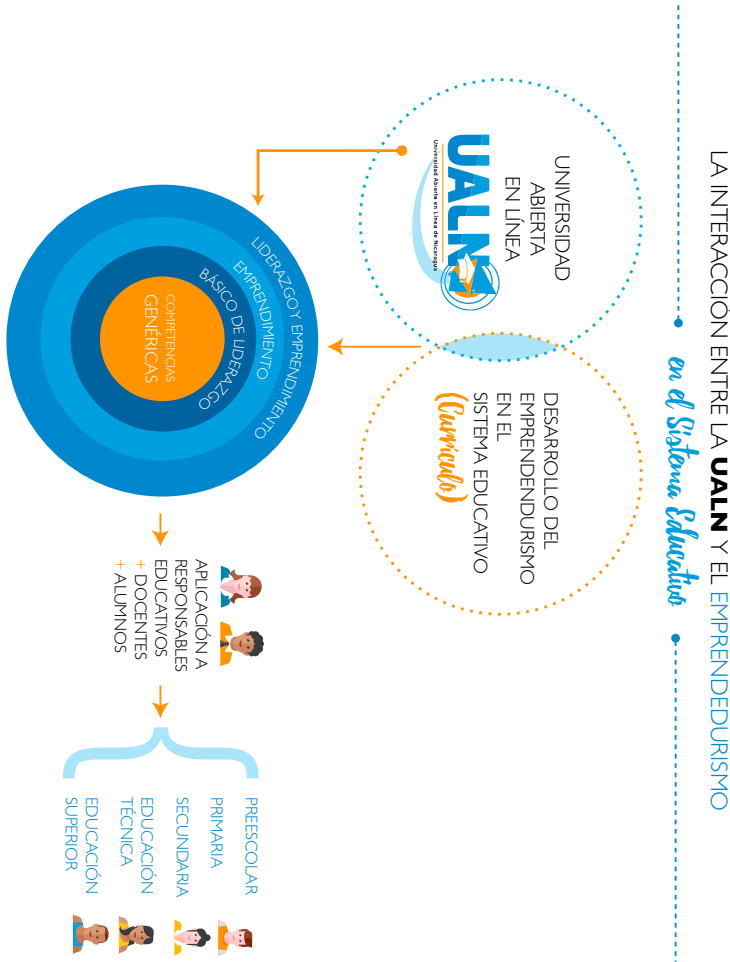 LA INTERACCIÓN ENTRE LA UALN Y EL EMPRENDEDURISMO
en el Sistema Educativo
UNIVERSIDAD
ABIERTA
EN LÍNEA
UALN
Universidad Abierta en Línea de Nicaragua
DESARROLLO DEL
EMPRENDENDURISMO
EN EL
SISTEMA EDUCATIVO
(Currículo)
LIDERAZGO Y EMPRENDIMIENTO
EMPRENDIMIENTO
BÁSICO DE LIDERAZGO
COMPETENCIAS
GENÉRICAS
APLICACIÓN A
RESPONSABLES
EDUCATIVOS
+ DOCENTES
+ ALUMNOS
PREESCOLAR
PRIMARIA
SECUNDARIA
EDUCACIÓN
TÉCNICA
EDUCACIÓN
SUPERIOR